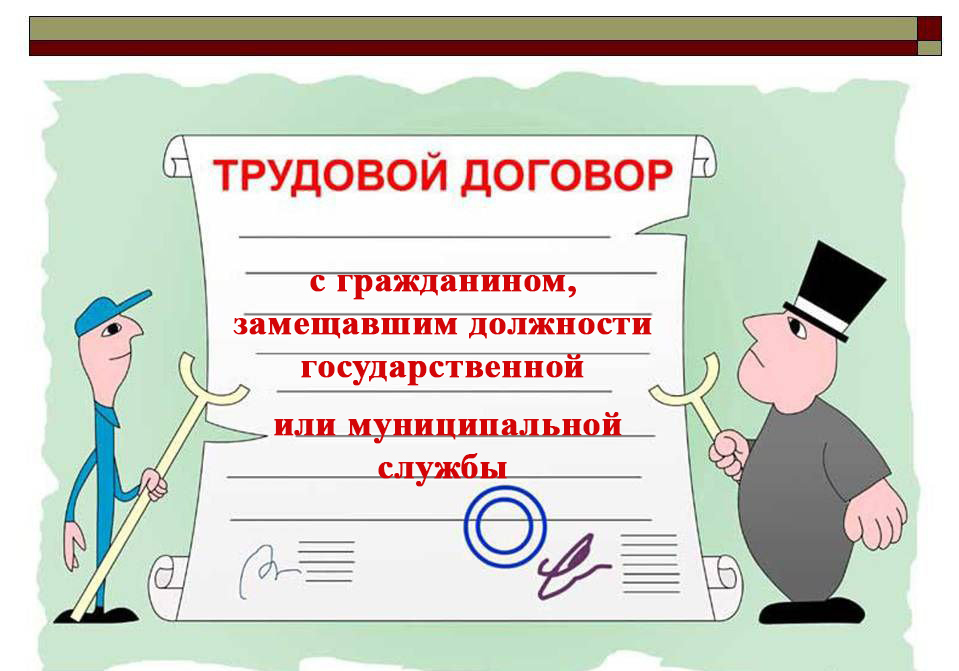 ТРУДОВОЙ ДОГОВОР
с гражданином,
замещавшим должности
государственной
или муниципальной
службы